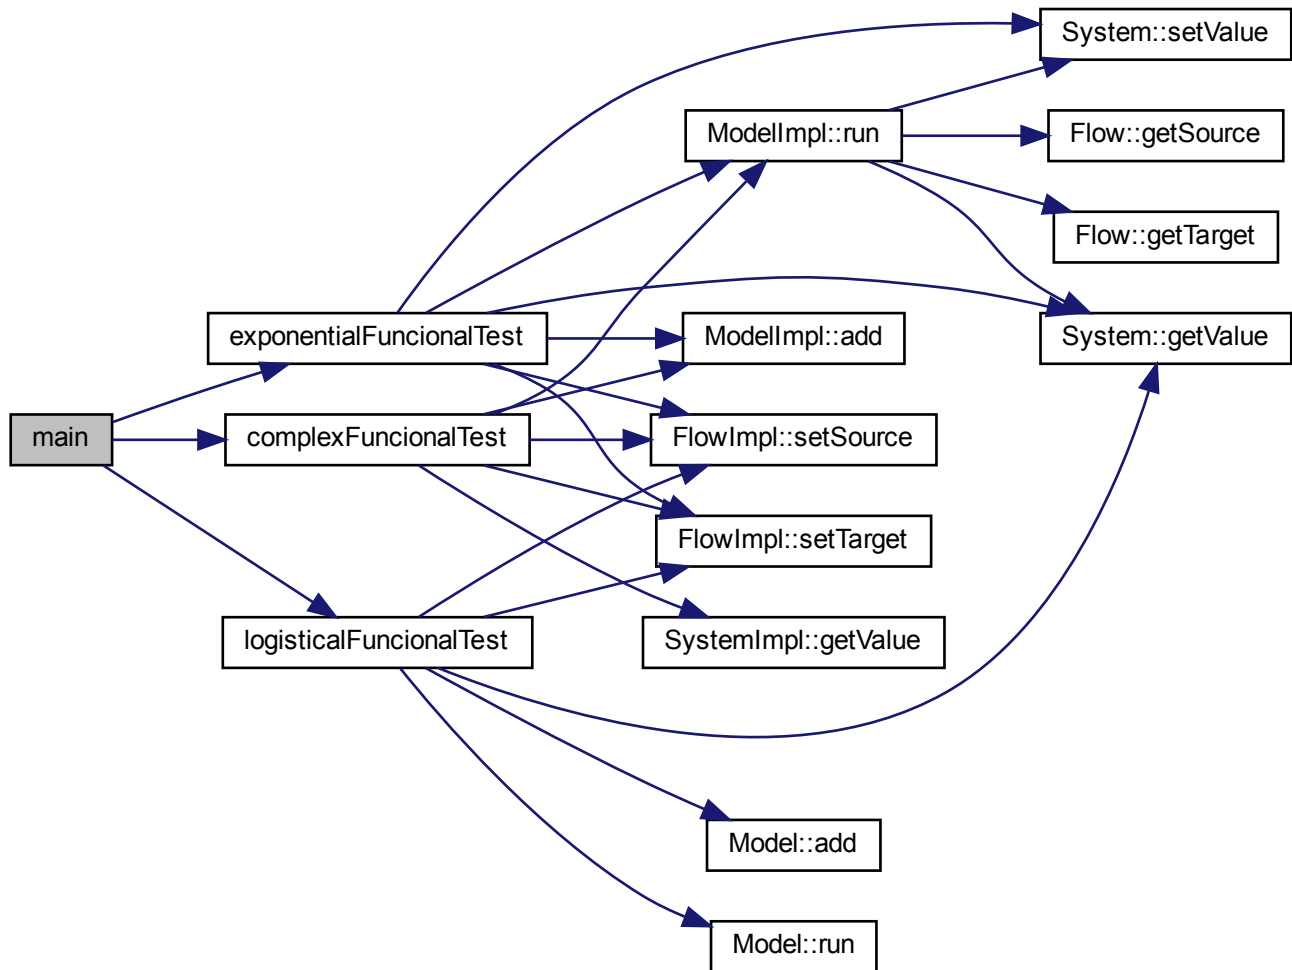 System::setValue
ModelImpl::run
Flow::getSource
Flow::getTarget
exponentialFuncionalTest
ModelImpl::add
System::getValue
main
complexFuncionalTest
FlowImpl::setSource
FlowImpl::setTarget
logisticalFuncionalTest
SystemImpl::getValue
Model::add
Model::run